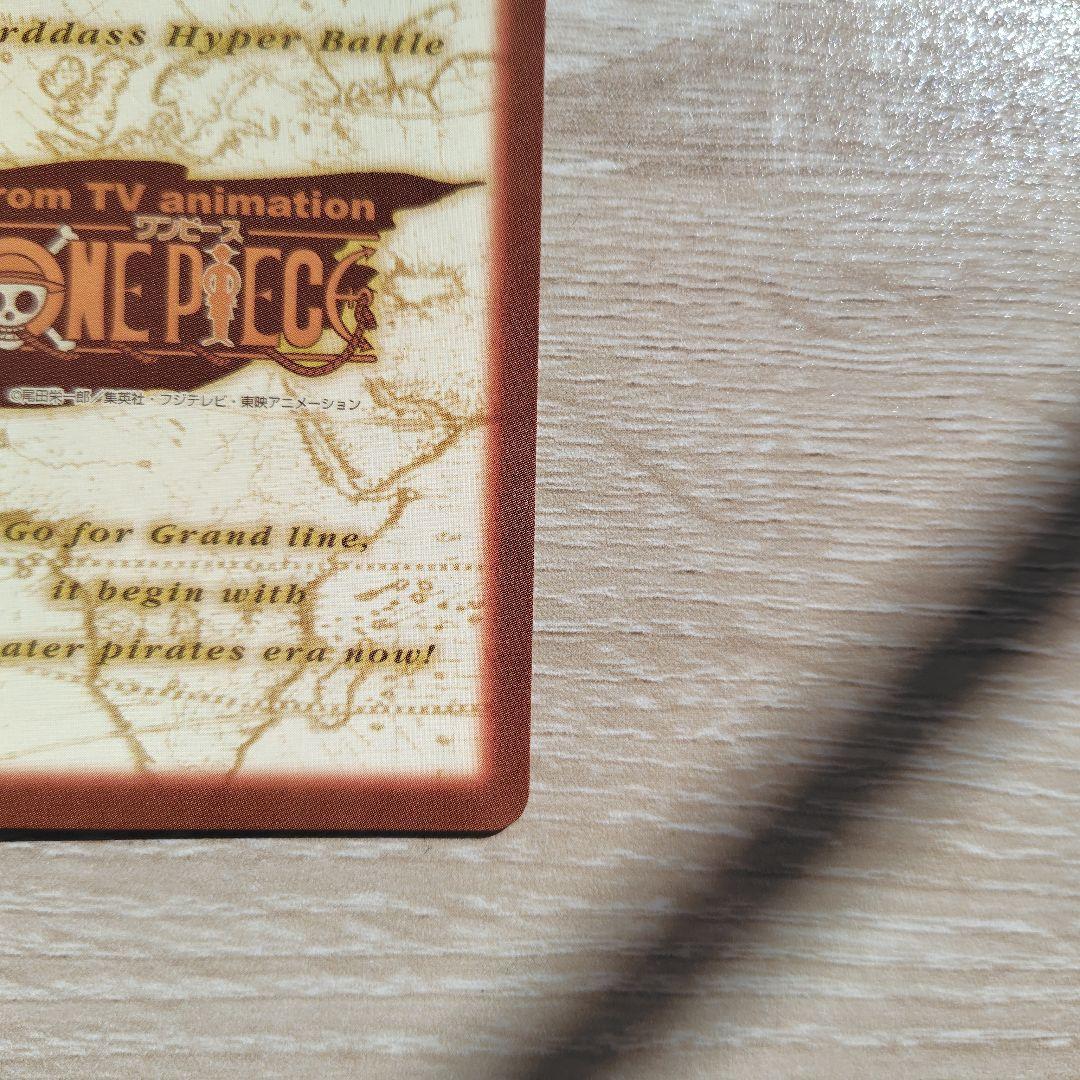 rddass Hyper Battle
rom TV animation
ワンピース
ONE PIECE
©尾田栄一郎／集英社・フジテレビ・東映アニメーション
Go for Grand line,
it begin with
ater pirates era now!